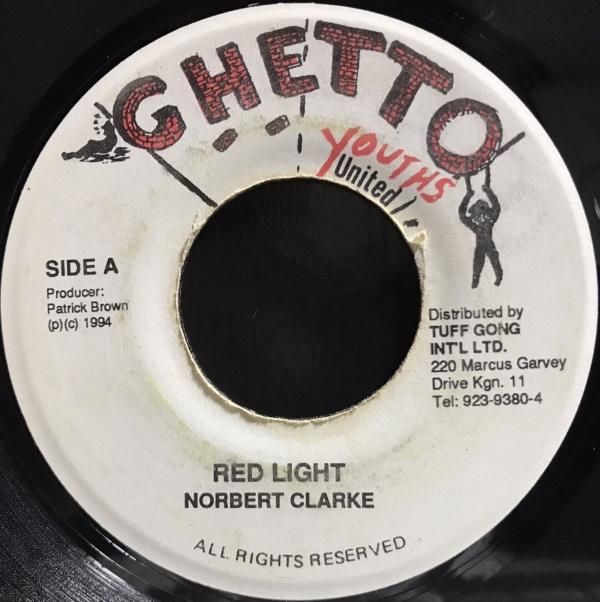 GHETTO
YOUTHS
United
SIDE A
Producer:
Patrick Brown
(p)(c) 1994
Distributed by
TUFF GONG
INT'L LTD.
220 Marcus Garvey
Drive Kgn. 11
Tel: 923-9380-4
RED LIGHT
NORBERT CLARKE
ALL RIGHTS RESERVED